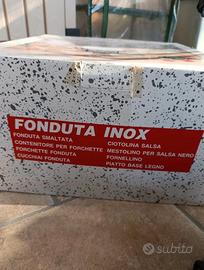 FONDUTA INOX
FONDUTA SMALTATA
CONTENITORE PER FORCHETTE
FORCHETTE FONDUTA
CUCCHIAI FONDUTA
CIOTOLINA SALSA
MESTOLINO PER SALSA NERO
FORNELLINO
PIATTO BASE LEGNO
subito